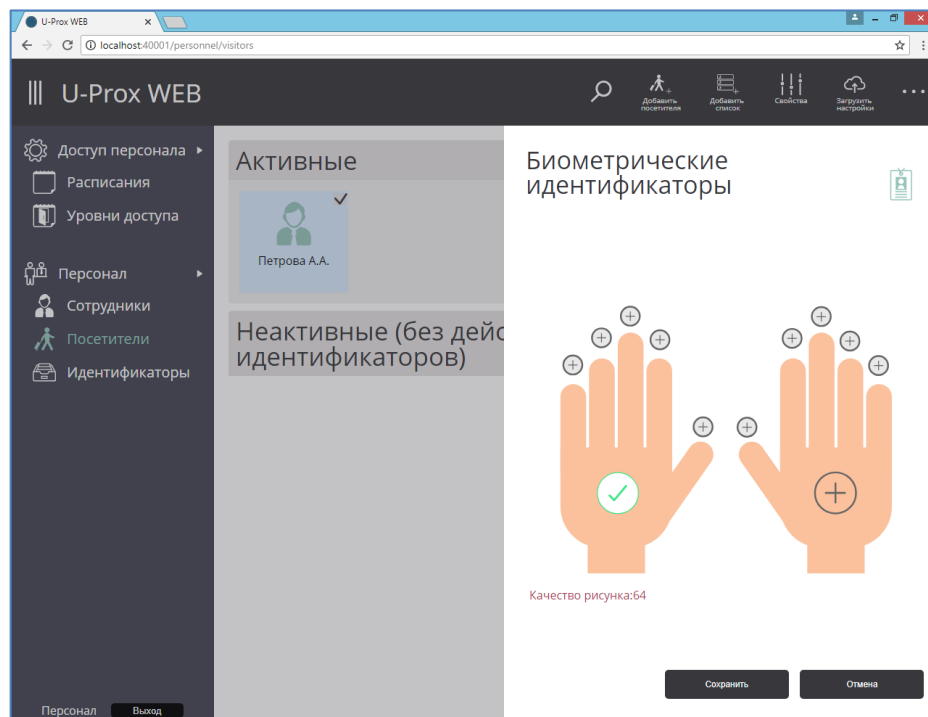 U-Prox WEB
localhost:40001/personnel/visitors
U-Prox WEB
Добавить
посетителя
Добавить
список
Свойства
Загрузить
настройки
Доступ персонала
Расписания
Уровни доступа
Персонал
Сотрудники
Посетители
Идентификаторы
Персонал
Выход
Активные
Петрова А.А.
Неактивные (без дейс
идентификаторов)
Биометрические
идентификаторы
Качество рисунка:64
Сохранить
Отмена